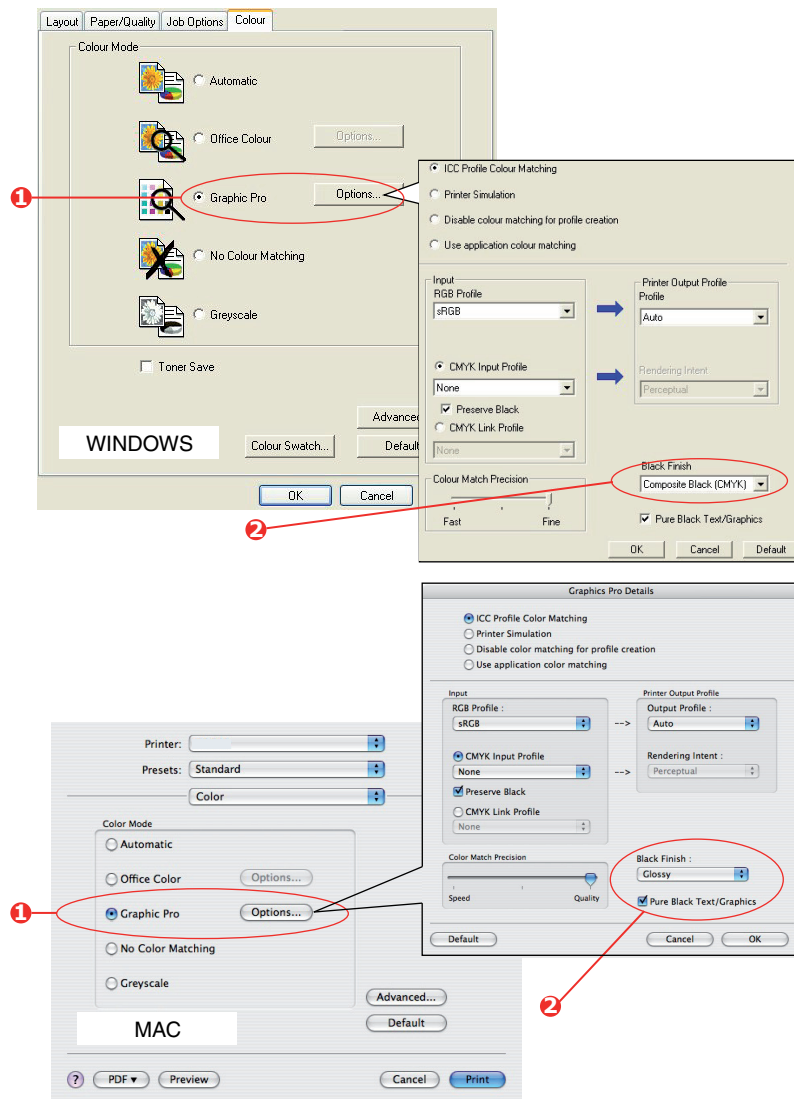 Layout Paper/Quality Job Options Colour
Colour Mode
Automatic
Office Colour Options...
1 Graphic Pro Options...
No Colour Matching
Greyscale
Toner Save
Advanced
WINDOWS Colour Swatch... Default
OK Cancel
ICC Profile Colour Matching
Printer Simulation
Disable colour matching for profile creation
Use application colour matching
Input
RGB Profile
sRGB
Printer Output Profile
Profile
Auto
CMYK Input Profile
None
Preserve Black
CMYK Link Profile
None
Rendering Intent
Perceptual
Colour Match Precision
Fast Fine
Black Finish
Composite Black (CMYK)
Pure Black Text/Graphics
2
OK Cancel Default
Graphics Pro Details
ICC Profile Color Matching
Printer Simulation
Disable color matching for profile creation
Use application color matching
Input
RGB Profile :
sRGB
-->
Printer Output Profile
Output Profile :
Auto
CMYK Input Profile
None
-->
Preserve Black
CMYK Link Profile
None
Rendering Intent :
Perceptual
Color Match Precision
Speed Quality
Black Finish :
Glossy
Pure Black Text/Graphics
Default Cancel OK
2
Printer:
Presets: Standard
Color
Color Mode
Automatic
Office Color Options...
1 Graphic Pro Options...
No Color Matching
Greyscale
Advanced...
MAC Default
? PDF ▾ Preview Cancel Print